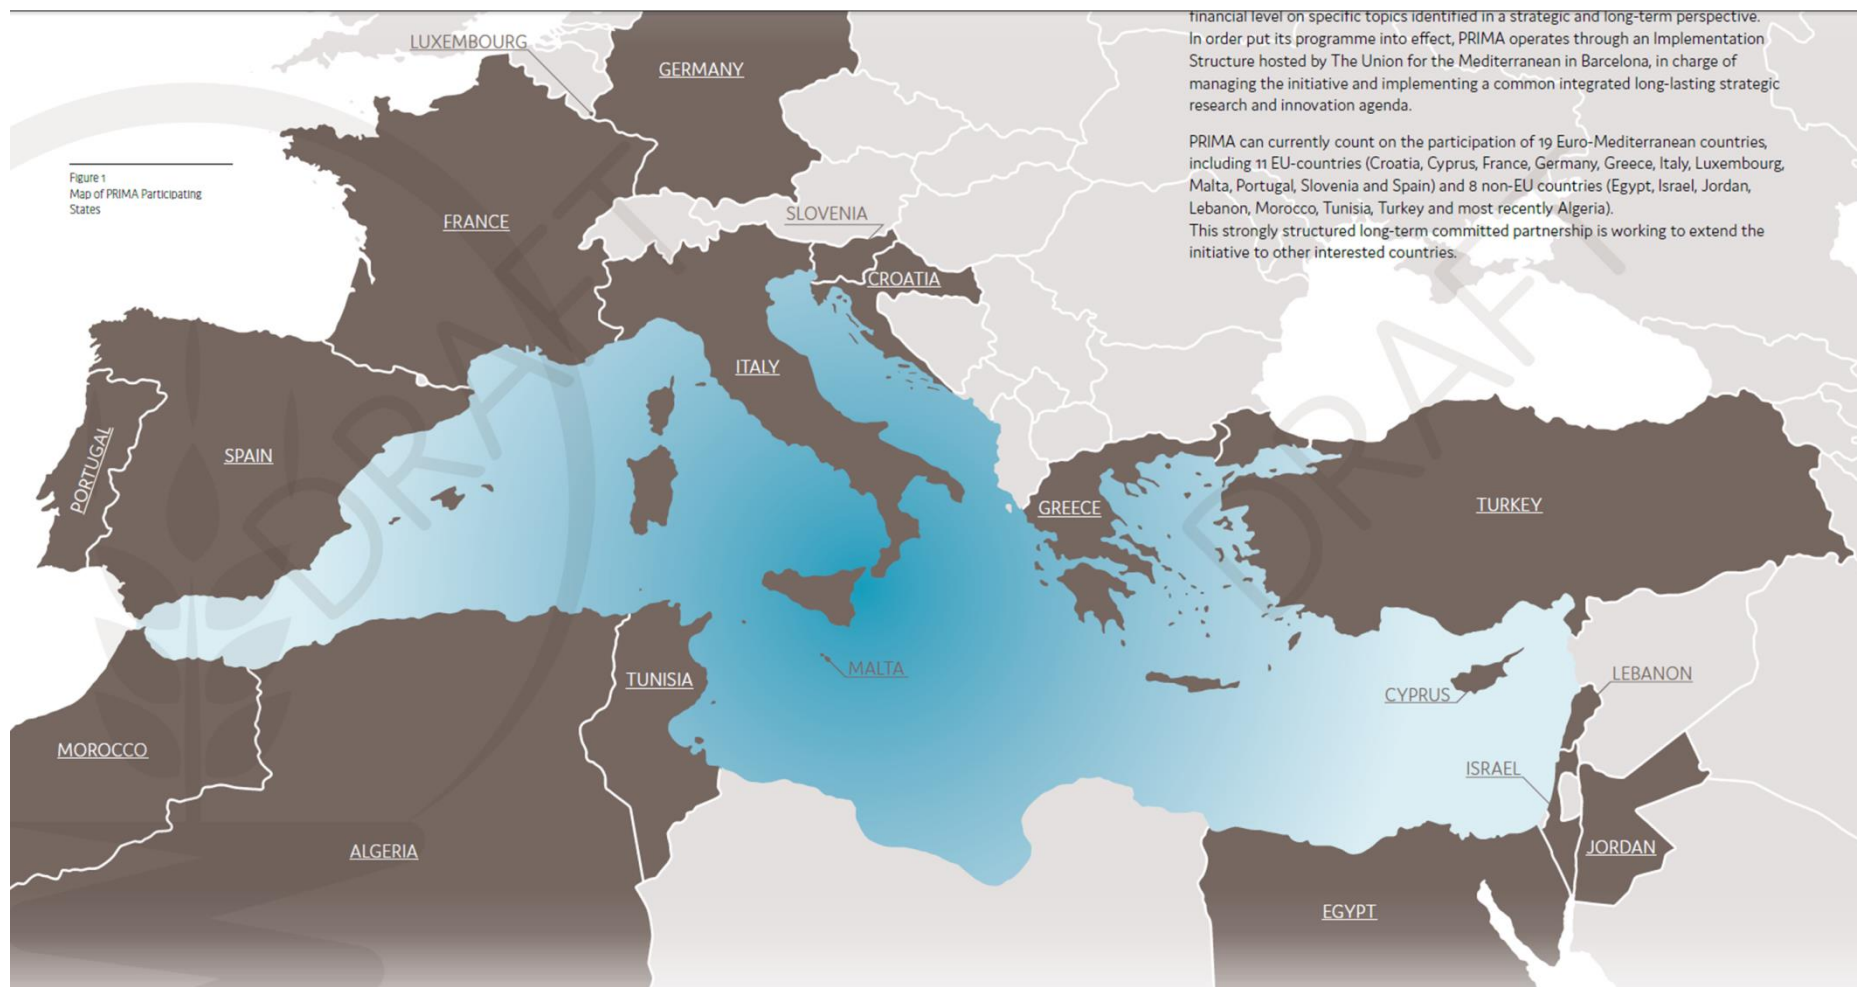 financial level on specific topics identified in a strategic and long-term perspective.
In order put its programme into effect, PRIMA operates through an Implementation
Structure hosted by The Union for the Mediterranean in Barcelona, in charge of
managing the initiative and implementing a common integrated long-lasting strategic
research and innovation agenda.
PRIMA can currently count on the participation of 19 Euro-Mediterranean countries,
including 11 EU-countries (Croatia, Cyprus, France, Germany, Greece, Italy, Luxembourg,
Malta, Portugal, Slovenia and Spain) and 8 non-EU countries (Egypt, Israel, Jordan,
Lebanon, Morocco, Tunisia, Turkey and most recently Algeria).
This strongly structured long-term committed partnership is working to extend the
initiative to other interested countries.
Figure 1
Map of PRIMA Participating
States
LUXEMBOURG
GERMANY
FRANCE
SLOVENIA
CROATIA
ITALY
PORTUGAL
SPAIN
GREECE
TURKEY
MALTA
TUNISIA
CYPRUS
LEBANON
MOROCCO
ISRAEL
ALGERIA
JORDAN
EGYPT
DRAFT
DRAFT